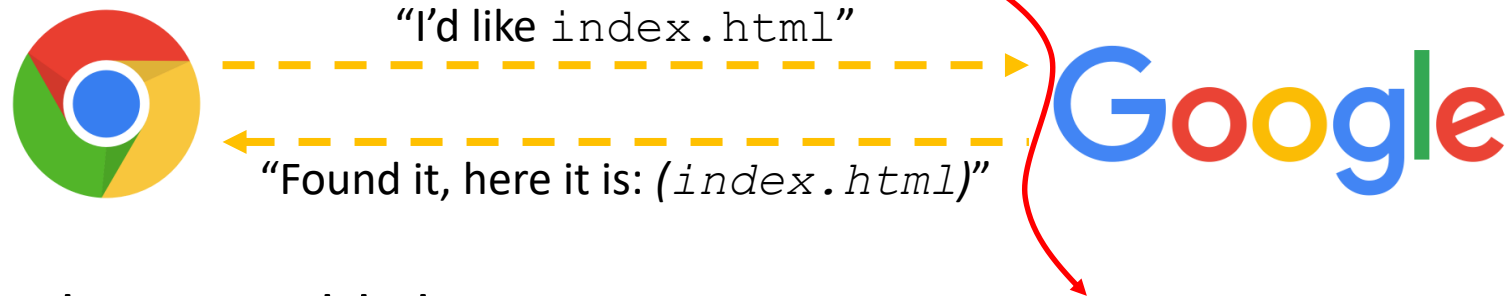 “I’d like index.html”
Google
“Found it, here it is: (index.html)”